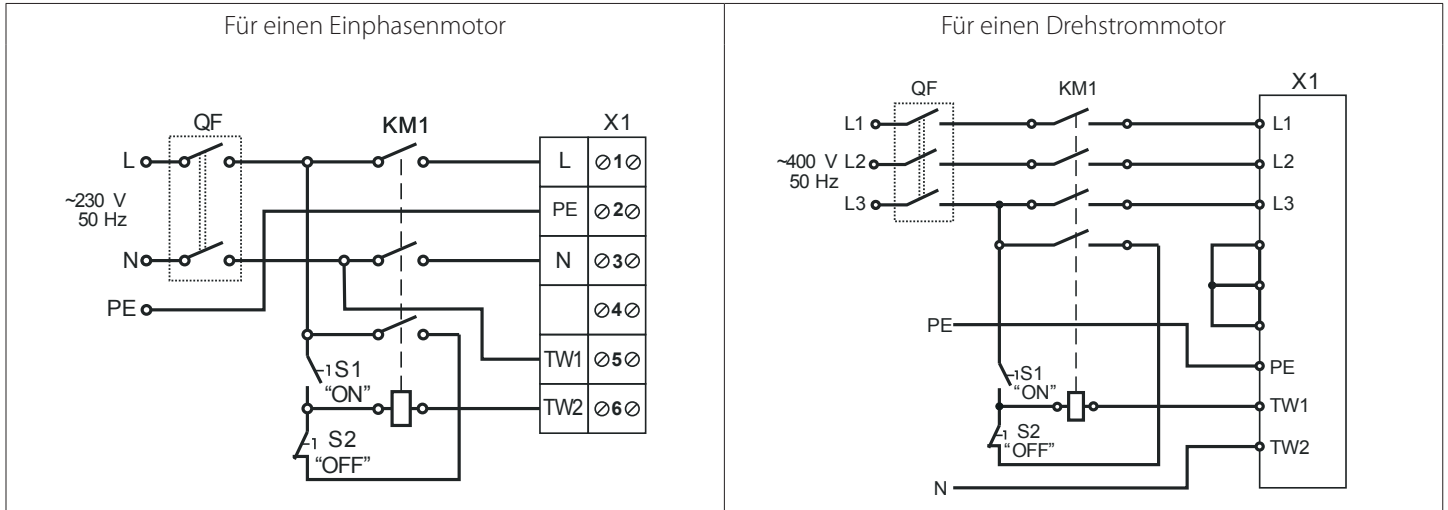 Für einen Einphasenmotor
QF
KM1
X1
L
L
1
~230 V
50 Hz
PE
2
N
N
3
PE
4
S1
"ON"
TW1
5
TW2
6
S2
"OFF"
Für einen Drehstrommotor
QF
KM1
X1
L1
L1
~400 V
50 Hz
L2
L2
L3
L3
PE
PE
S1
"ON"
TW1
S2
"OFF"
TW2
N